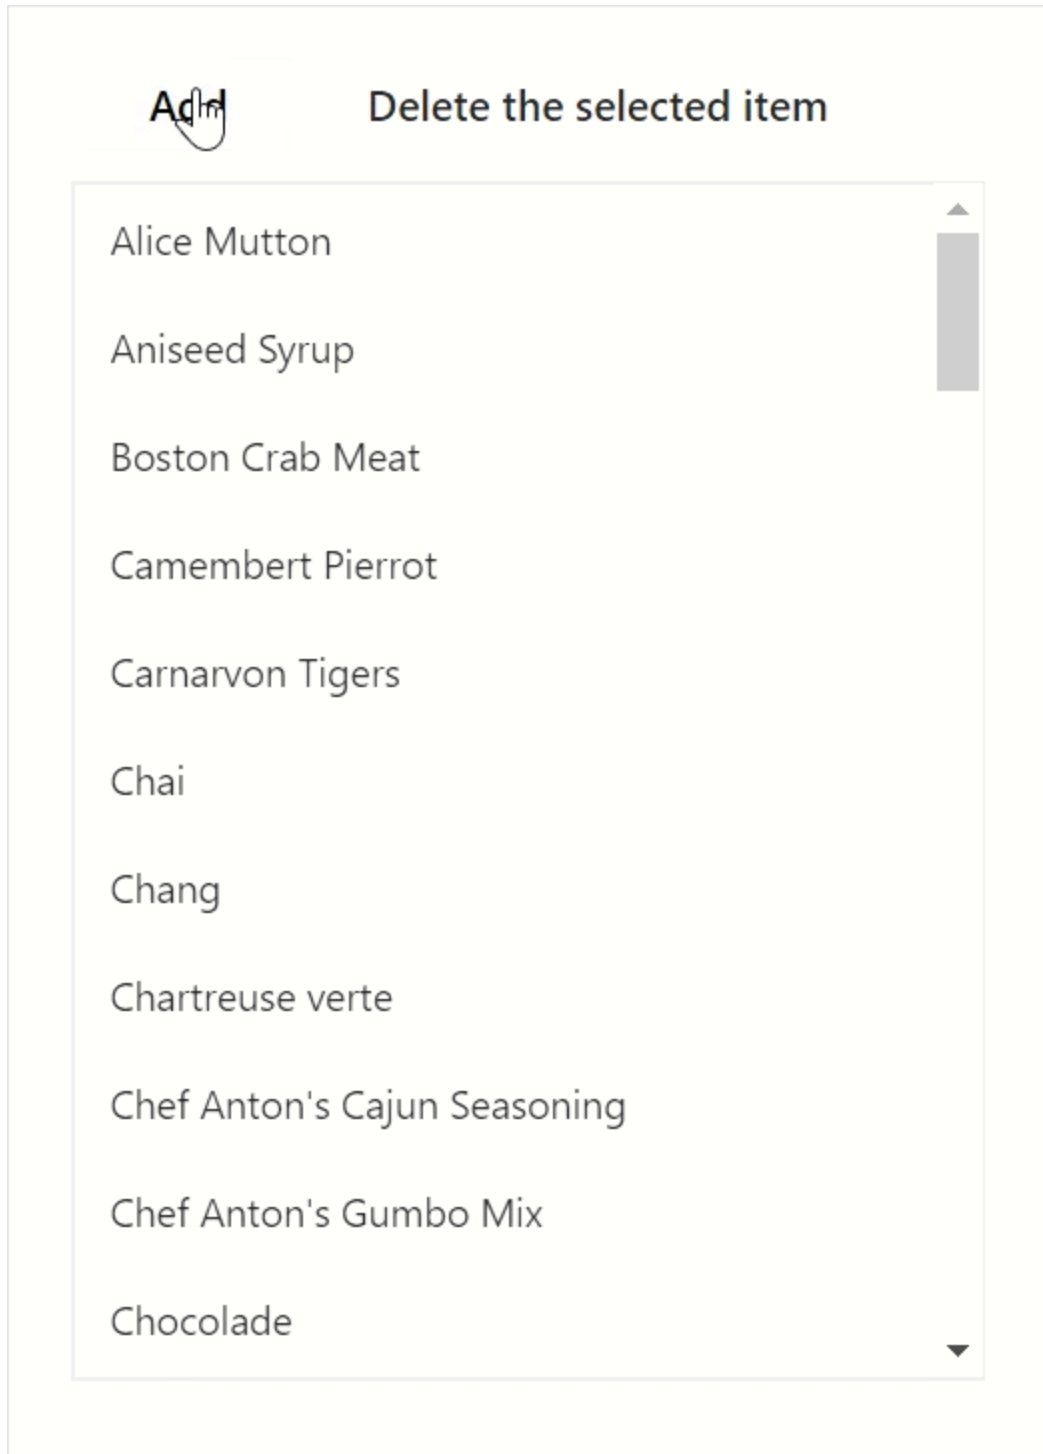 Add Delete the selected item
Alice Mutton
Aniseed Syrup
Boston Crab Meat
Camembert Pierrot
Carnarvon Tigers
Chai
Chang
Chartreuse verte
Chef Anton's Cajun Seasoning
Chef Anton's Gumbo Mix
Chocolade